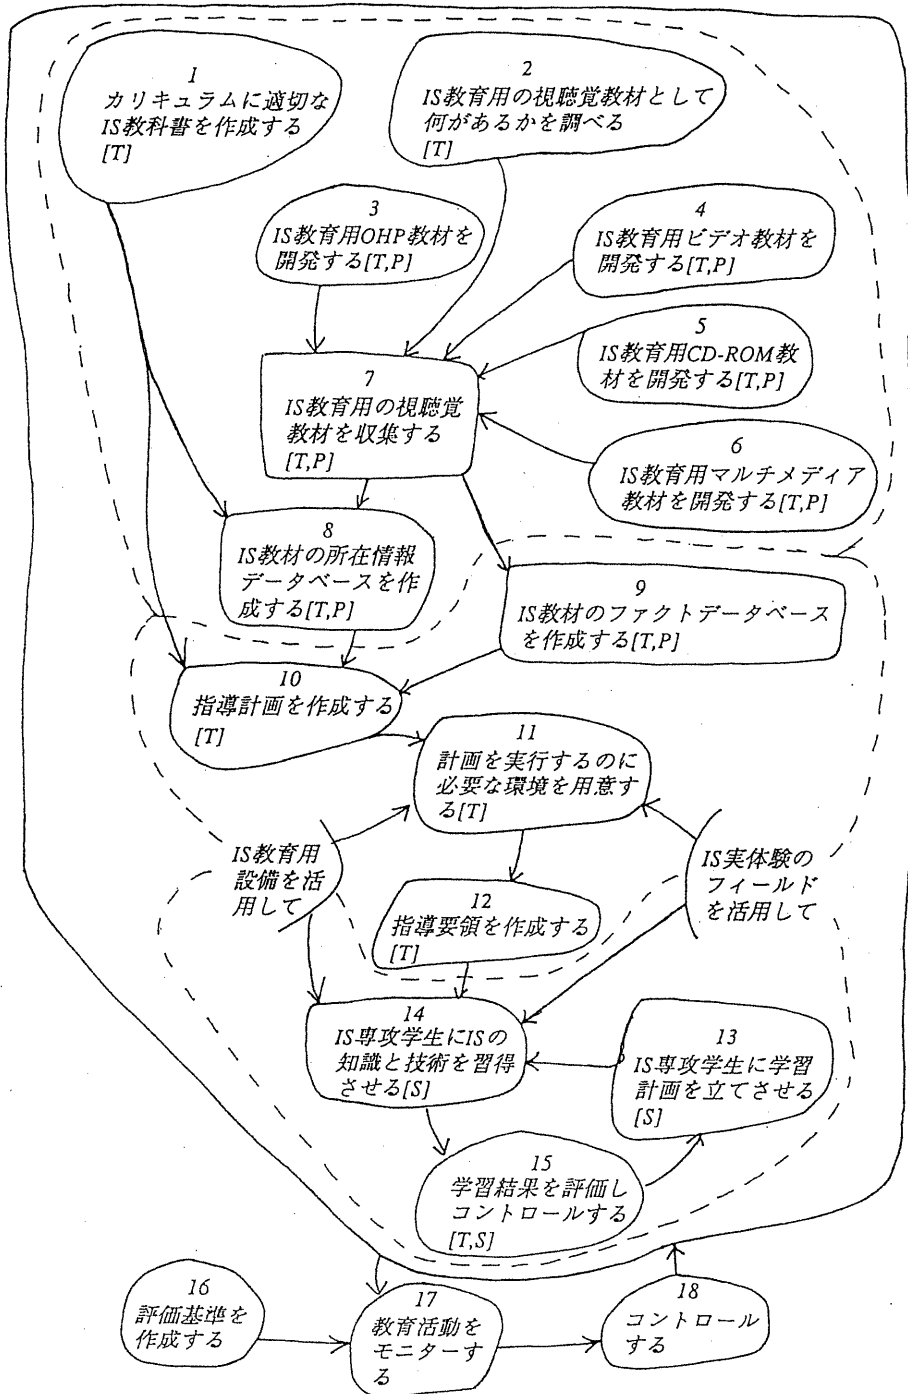 1
カリキュラムに適切な
IS教科書を作成する
[T]
2
IS教育用の視聴覚教材として
何があるかを調べる
[T]
3
IS教育用OHP教材を
開発する[T,P]
4
IS教育用ビデオ教材を
開発する[T,P]
5
IS教育用CD-ROM教
材を開発する[T,P]
6
IS教育用マルチメディア
教材を開発する[T,P]
7
IS教育用の視聴覚
教材を収集する
[T,P]
8
IS教材の所在情報
データベースを作
成する[T,P]
9
IS教材のファクトデータベース
を作成する[T,P]
10
指導計画を作成する
[T]
11
計画を実行するのに
必要な環境を用意す
る[T]
IS教育用
設備を活
用して
IS実体験の
フィールド
を活用して
12
指導要領を作成する
[T]
13
IS専攻学生に学習
計画を立てさせる
[S]
14
IS専攻学生にISの
知識と技術を習得
させる[S]
15
学習結果を評価し
コントロールする
[T,S]
16
評価基準を
作成する
17
教育活動を
モニターす
る
18
コントロール
する